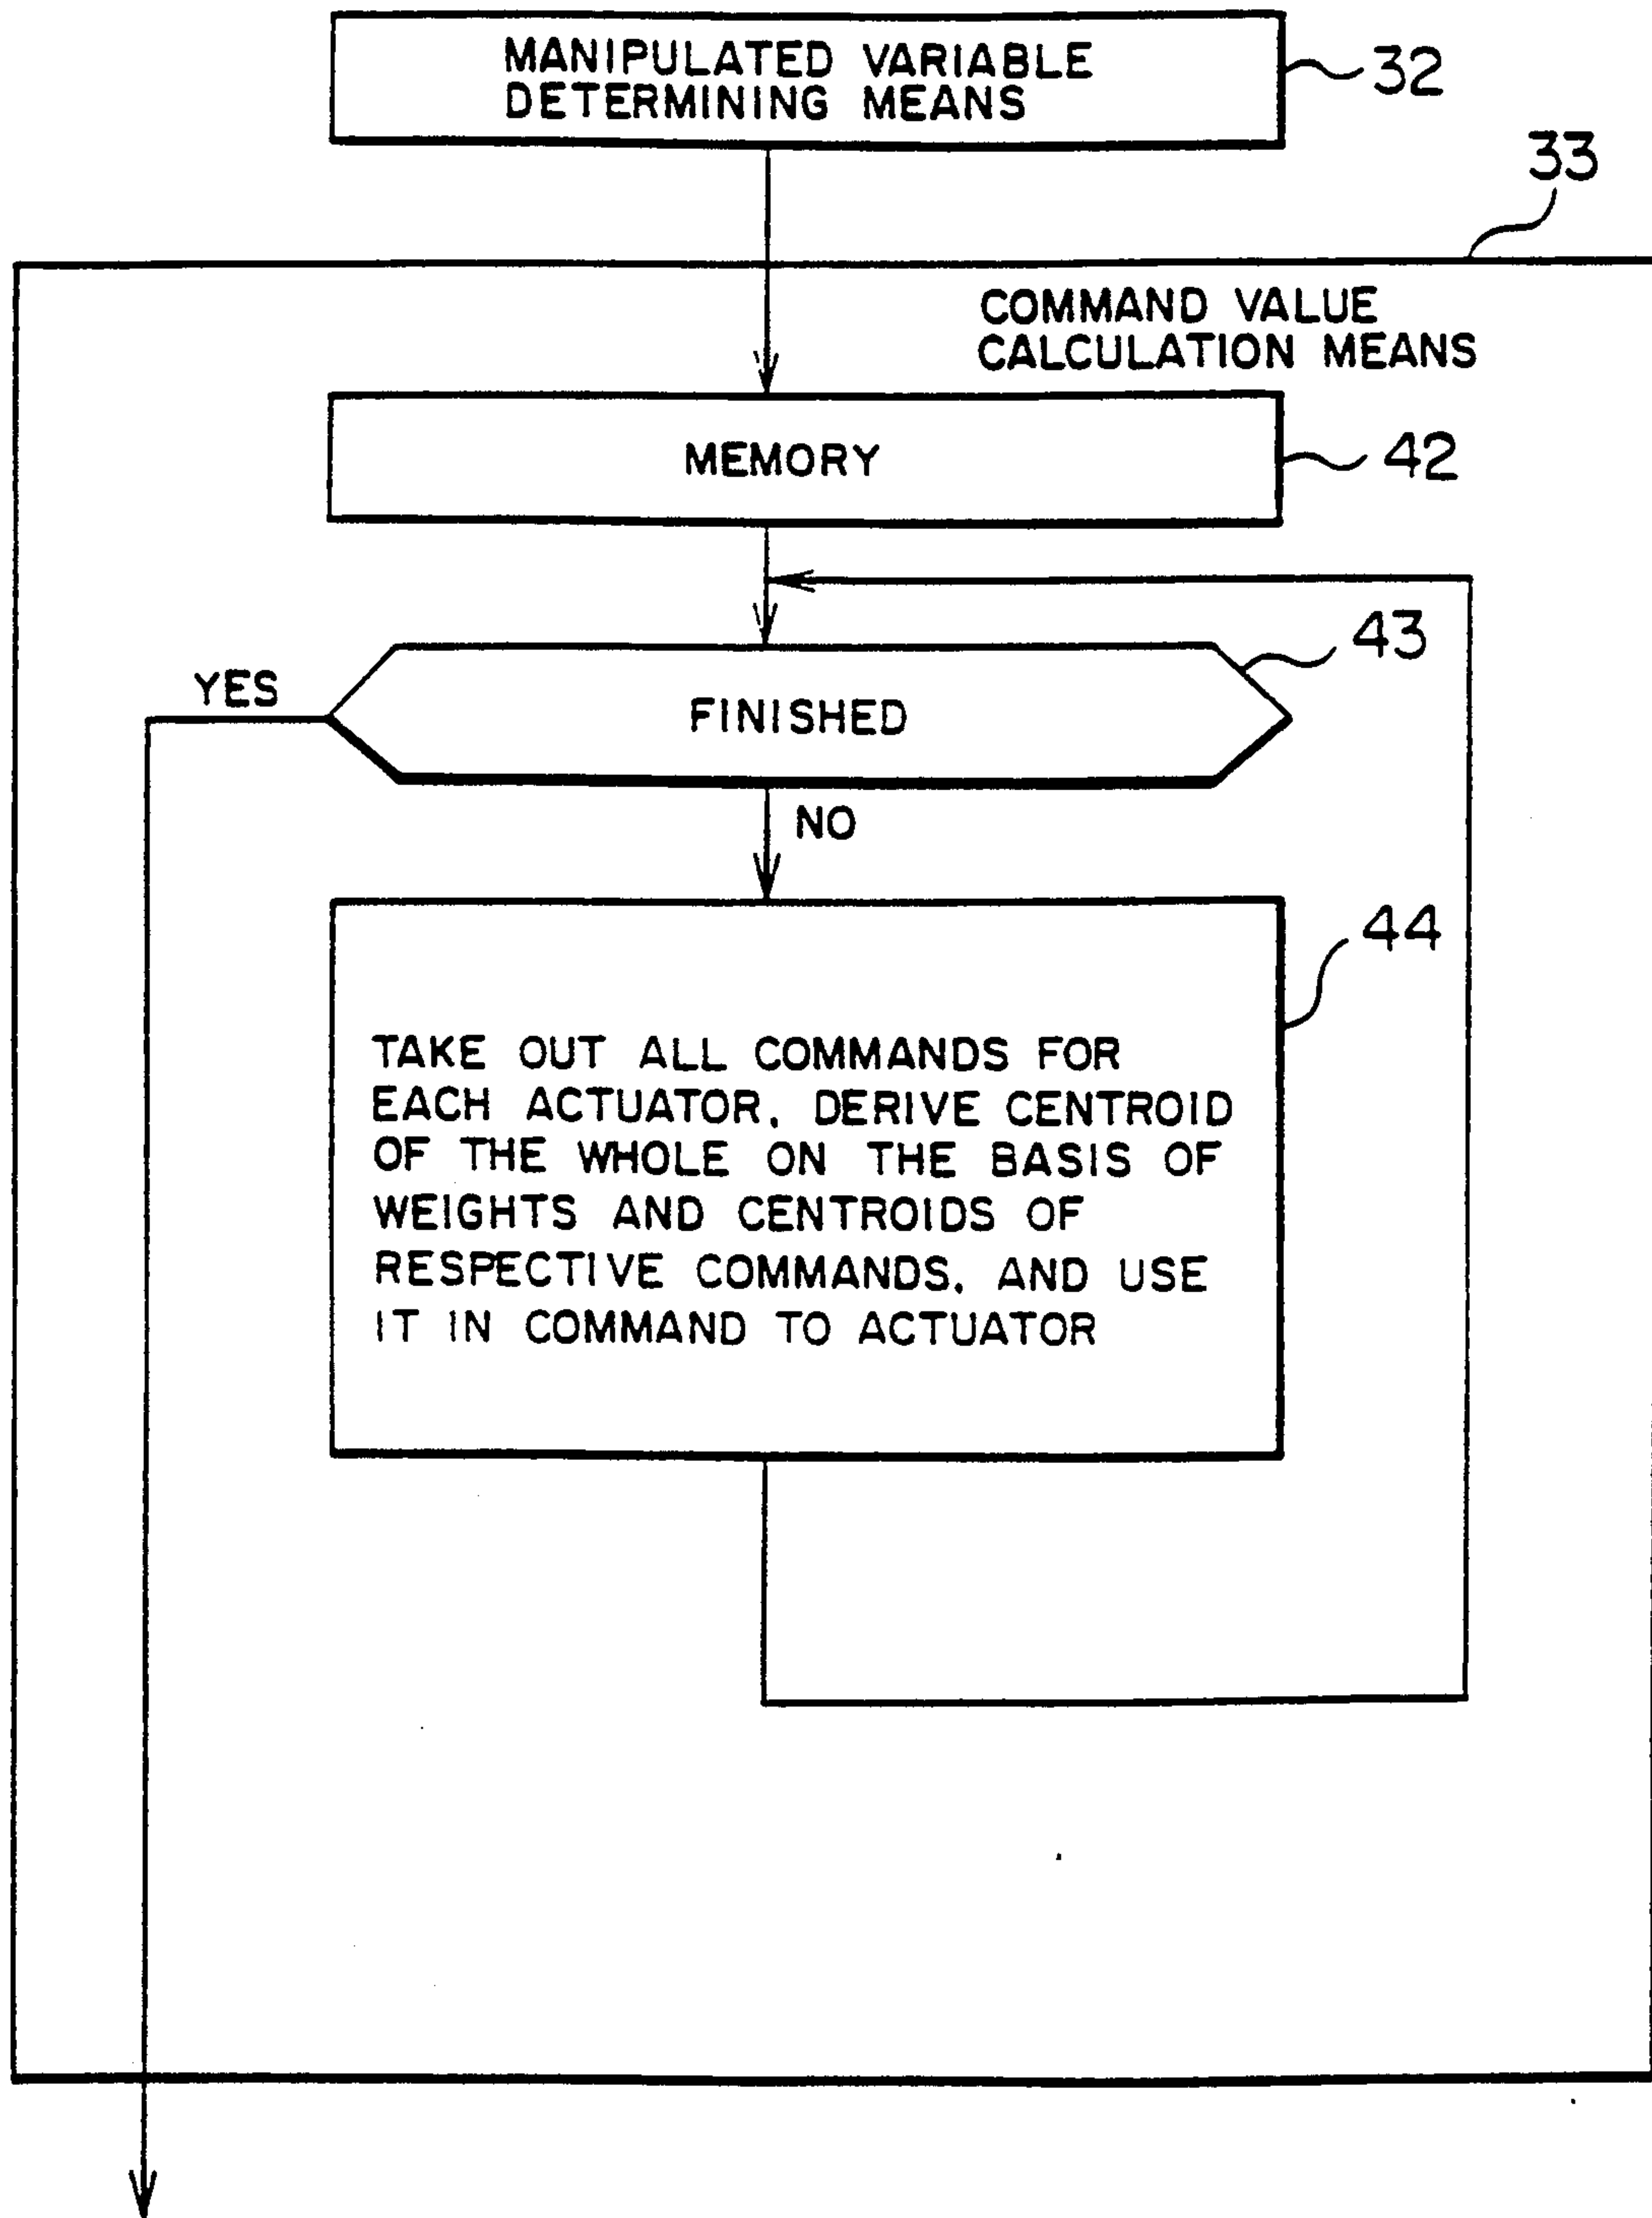 MANIPULATED VARIABLE
DETERMINING MEANS
32
33
COMMAND VALUE
CALCULATION MEANS
MEMORY
42
43
YES
FINISHED
NO
44
TAKE OUT ALL COMMANDS FOR
EACH ACTUATOR, DERIVE CENTROID
OF THE WHOLE ON THE BASIS OF
WEIGHTS AND CENTROIDS OF
RESPECTIVE COMMANDS, AND USE
IT IN COMMAND TO ACTUATOR